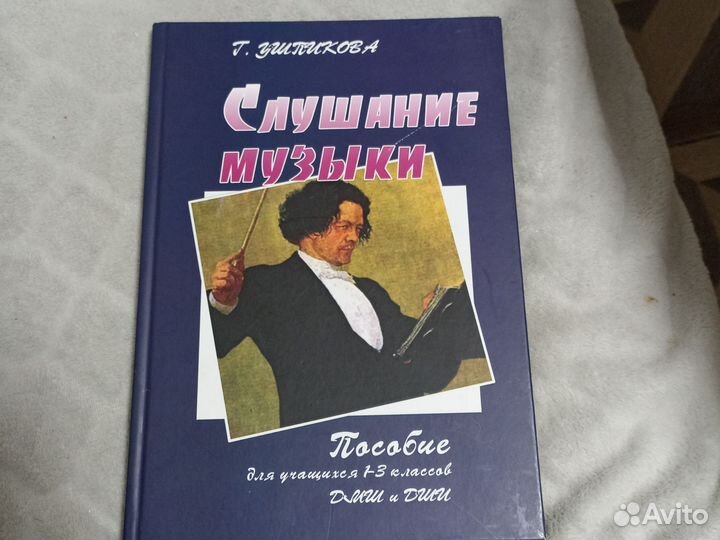 Г. УШПИКОВА
СЛУШАНИЕ
МУЗЫКИ
Пособие
для учащихся 1-3 классов
ДМШ и ДШИ
Avito